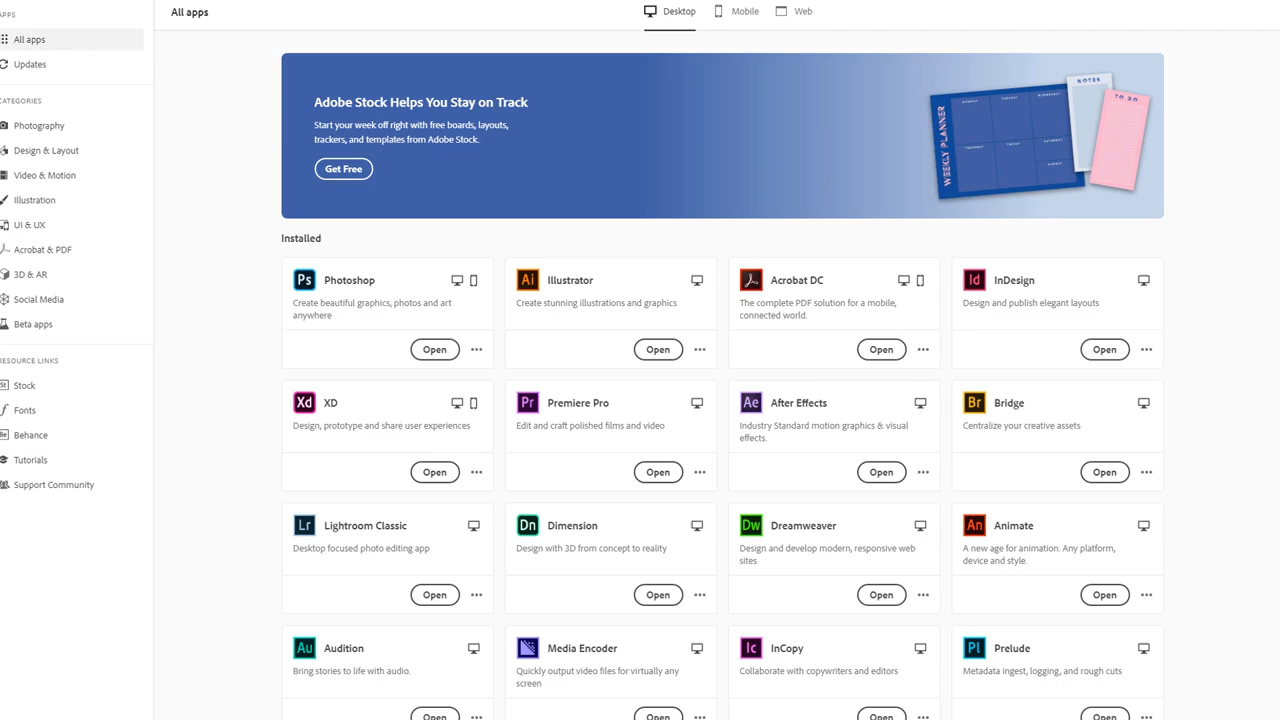 APPS
All apps
Updates
CATEGORIES
Photography
Design & Layout
Video & Motion
Illustration
UI & UX
Acrobat & PDF
3D & AR
Social Media
Beta apps
RESOURCE LINKS
St Stock
Fonts
Be Behance
Tutorials
Support Community
All apps
Desktop Mobile Web
Adobe Stock Helps You Stay on Track
Start your week off right with free boards, layouts,
trackers, and templates from Adobe Stock.
Get Free
WEEKLY PLANNER
NOTES
TO DO
Installed
Ps Photoshop
Create beautiful graphics, photos and art
anywhere
Open
Ai Illustrator
Create stunning illustrations and graphics
Open
Acrobat DC
The complete PDF solution for a mobile,
connected world.
Open
Id InDesign
Design and publish elegant layouts
Open
Xd XD
Design, prototype and share user experiences
Open
Pr Premiere Pro
Edit and craft polished films and video
Open
Ae After Effects
Industry Standard motion graphics & visual
effects.
Open
Br Bridge
Centralize your creative assets
Open
Lr Lightroom Classic
Desktop focused photo editing app
Open
Dn Dimension
Design with 3D from concept to reality
Open
Dw Dreamweaver
Design and develop modern, responsive web
sites
Open
An Animate
A new age for animation. Any platform,
device and style.
Open
Au Audition
Bring stories to life with audio.
Open
Media Encoder
Quickly output video files for virtually any
screen
Open
Ic InCopy
Collaborate with copywriters and editors
Open
Pl Prelude
Metadata ingest, logging, and rough cuts
Open